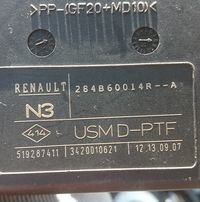 >PP-(GF20+MD10)<
RENAULT 284B60014R--A
N3
USM D-PTF
519287411 3420010621 12.13.09.07